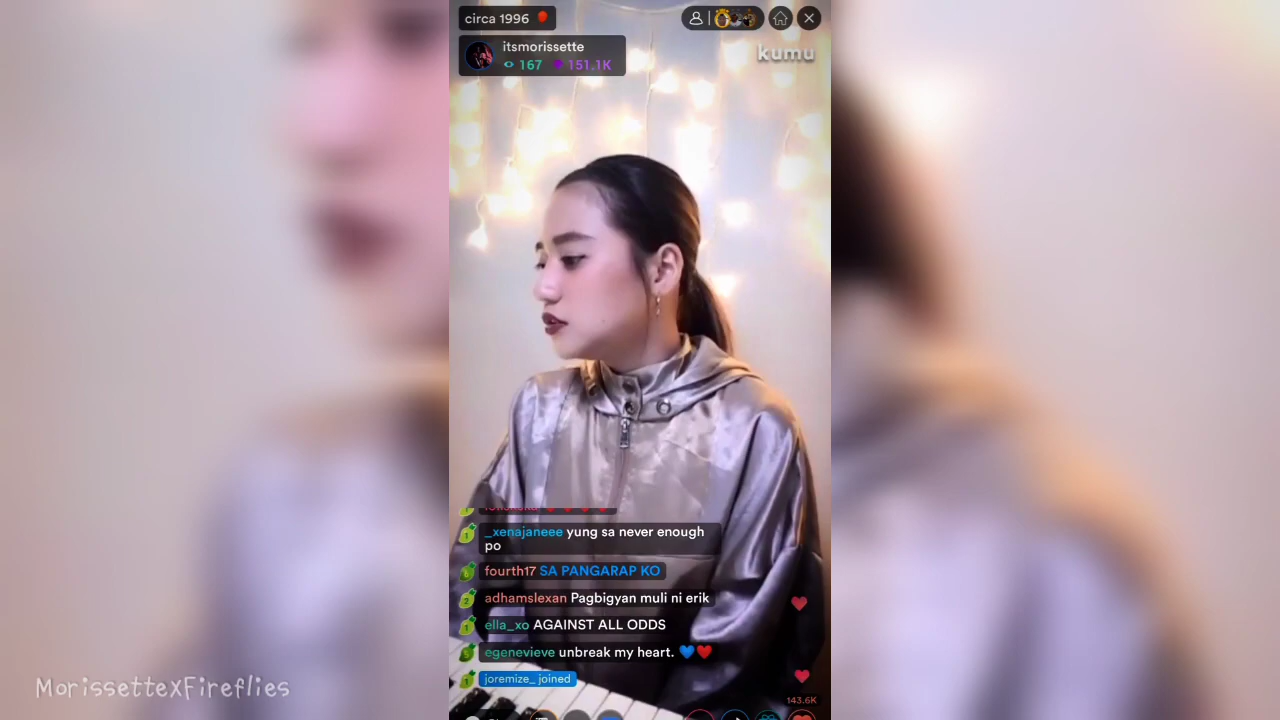 circa 1996
kumu
itsmorissette
167 151.1K
_xenajaneee yung sa never enough
po
fourth17 SA PANGARAP KO
adhamslexan Pagbigyan muli ni erik
ella_xo AGAINST ALL ODDS
egenevieve unbreak my heart.
joremize_ joined
MorissetteXFireflies
143.6K